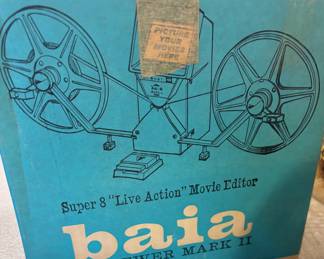 PICTURE
YOUR
MOVIES
HERE
Super 8 "Live Action" Movie Editor
baia
MARK II